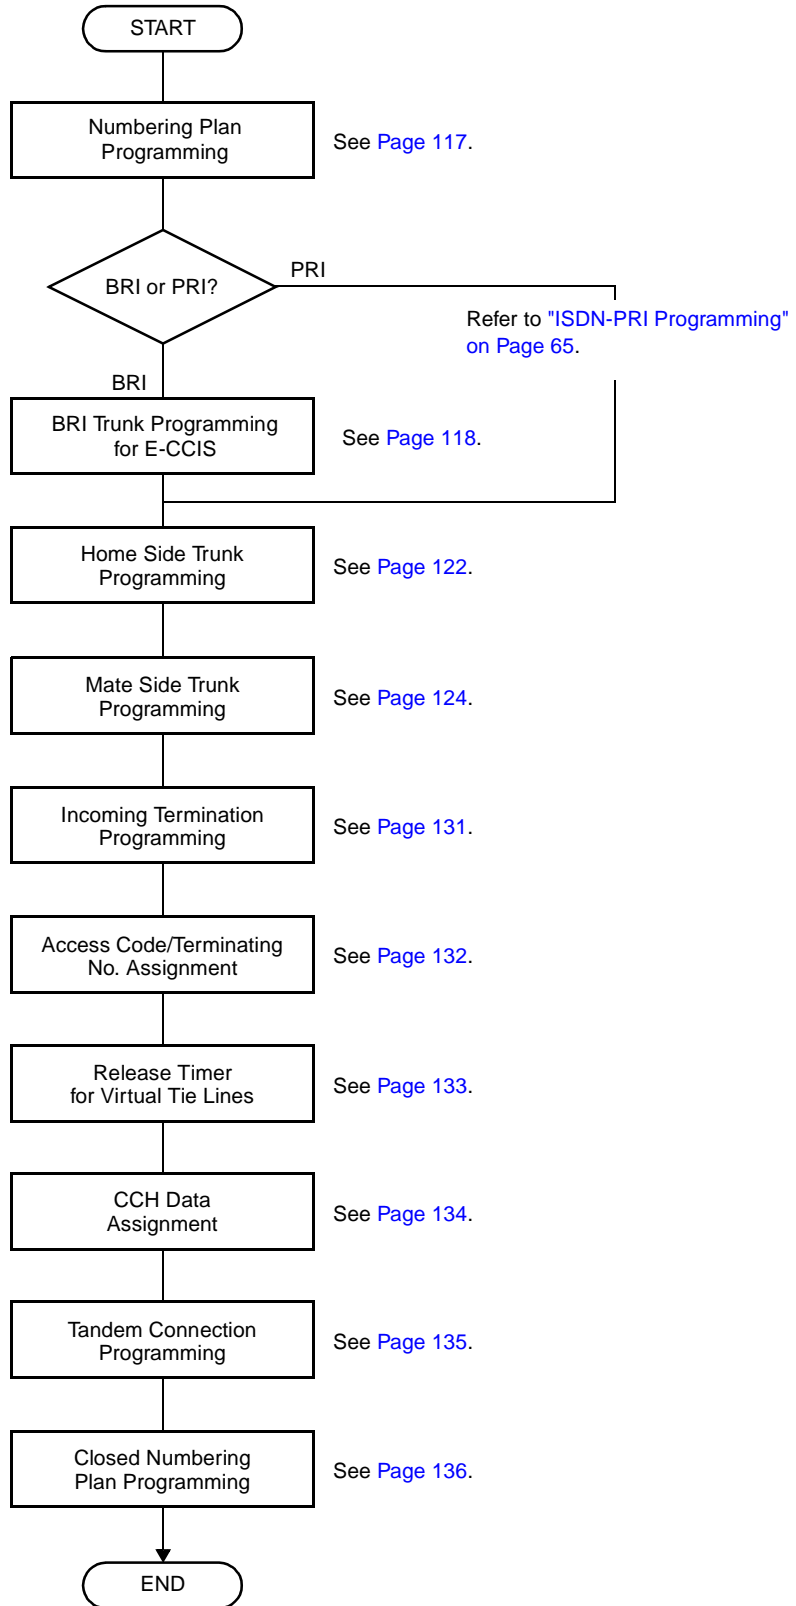 START
Numbering Plan
Programming
See Page 117.
BRI or PRI?
PRI
Refer to "ISDN-PRI Programming"
on Page 65.
BRI
BRI Trunk Programming
for E-CCIS
See Page 118.
Home Side Trunk
Programming
See Page 122.
Mate Side Trunk
Programming
See Page 124.
Incoming Termination
Programming
See Page 131.
Access Code/Terminating
No. Assignment
See Page 132.
Release Timer
for Virtual Tie Lines
See Page 133.
CCH Data
Assignment
See Page 134.
Tandem Connection
Programming
See Page 135.
Closed Numbering
Plan Programming
See Page 136.
END